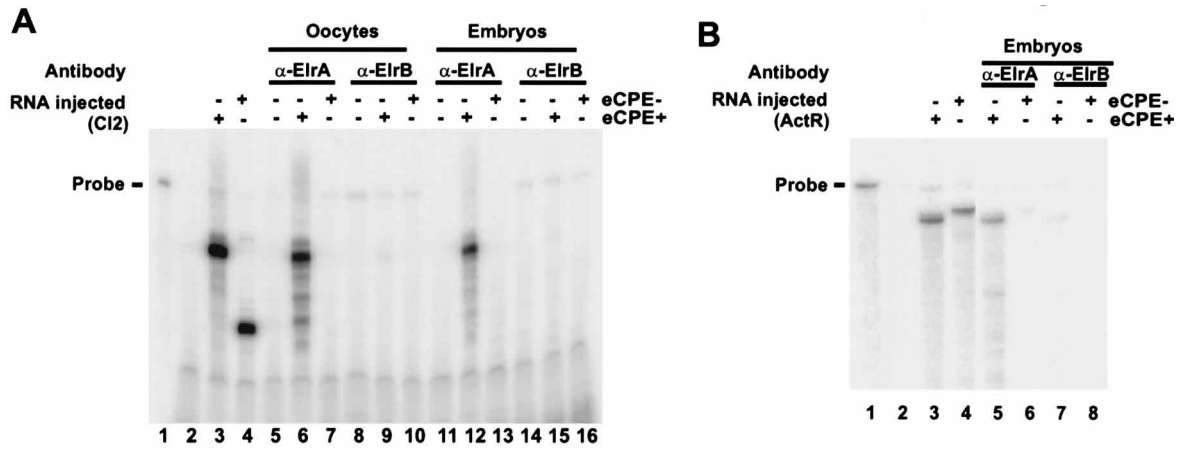 A
Oocytes Embryos
Antibody α-ElrA α-ElrB α-ElrA α-ElrB
RNA injected - + - + - + - + - + eCPE-
(Cl2) + - + - + - + - + - eCPE+
Probe
1 2 3 4 5 6 7 8 9 10 11 12 13 14 15 16
B
Embryos
Antibody α-ElrA α-ElrB
RNA injected - + - + - + eCPE-
(ActR) + - + - + - eCPE+
Probe
1 2 3 4 5 6 7 8